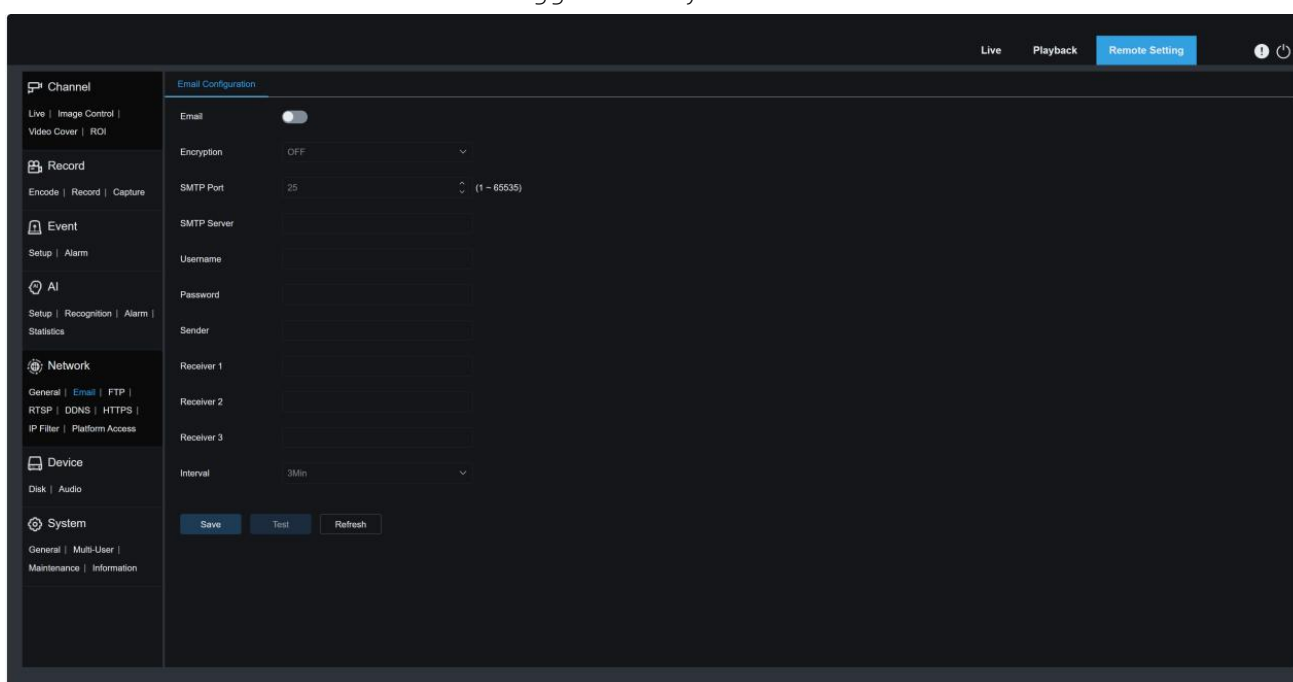 Live Playback Remote Setting
Channel
Live | Image Control |
Video Cover | ROI
Record
Encode | Record | Capture
Event
Setup | Alarm
AI
Setup | Recognition | Alarm |
Statistics
Network
General | Email | FTP |
RTSP | DDNS | HTTPS |
IP Filter | Platform Access
Device
Disk | Audio
System
General | Multi-User |
Maintenance | Information
Email Configuration
Email
Encryption OFF
SMTP Port 25 (1 ~ 65535)
SMTP Server
Username
Password
Sender
Receiver 1
Receiver 2
Receiver 3
Interval 3Min
Save Test Refresh